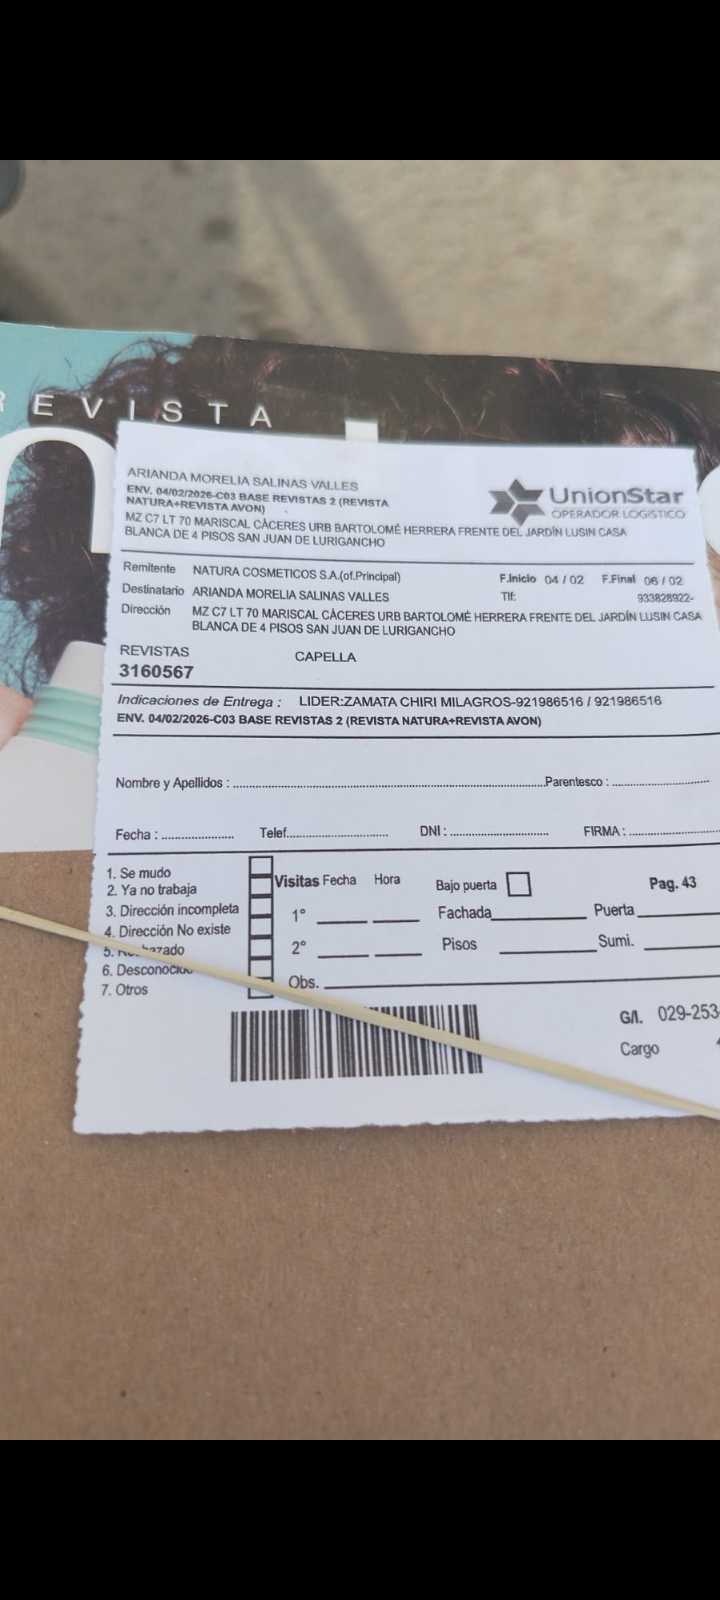 REVISTA
ARIANDA MORELIA SALINAS VALLES
ENV. 04/02/2026-C03 BASE REVISTAS 2 (REVISTA
NATURA+REVISTA AVON)
MZ C7 LT 70 MARISCAL CÀCERES URB BARTOLOMÉ HERRERA FRENTE DEL JARDÍN LUSIN CASA
BLANCA DE 4 PISOS SAN JUAN DE LURIGANCHO
UnionStar
OPERADOR LOGÍSTICO
Remitente NATURA COSMETICOS S.A.(of.Principal) F.Inicio 04 / 02 F.Final 06 / 02
Destinatario ARIANDA MORELIA SALINAS VALLES Tlf: 933828922-
Dirección MZ C7 LT 70 MARISCAL CÀCERES URB BARTOLOMÉ HERRERA FRENTE DEL JARDÍN LUSIN CASA
BLANCA DE 4 PISOS SAN JUAN DE LURIGANCHO
REVISTAS CAPELLA
3160567
Indicaciones de Entrega : LIDER:ZAMATA CHIRI MILAGROS-921986516 / 921986516
ENV. 04/02/2026-C03 BASE REVISTAS 2 (REVISTA NATURA+REVISTA AVON)
Nombre y Apellidos : Parentesco :
Fecha : Telef. DNI : FIRMA :
1. Se mudo
2. Ya no trabaja
3. Dirección incompleta
4. Dirección No existe
5.
6. Desconocido
7. Otros
Visitas Fecha Hora Bajo puerta Pag. 43
1° Fachada Puerta
2° Pisos Sumi.
Obs.
G/I. 029-253
Cargo